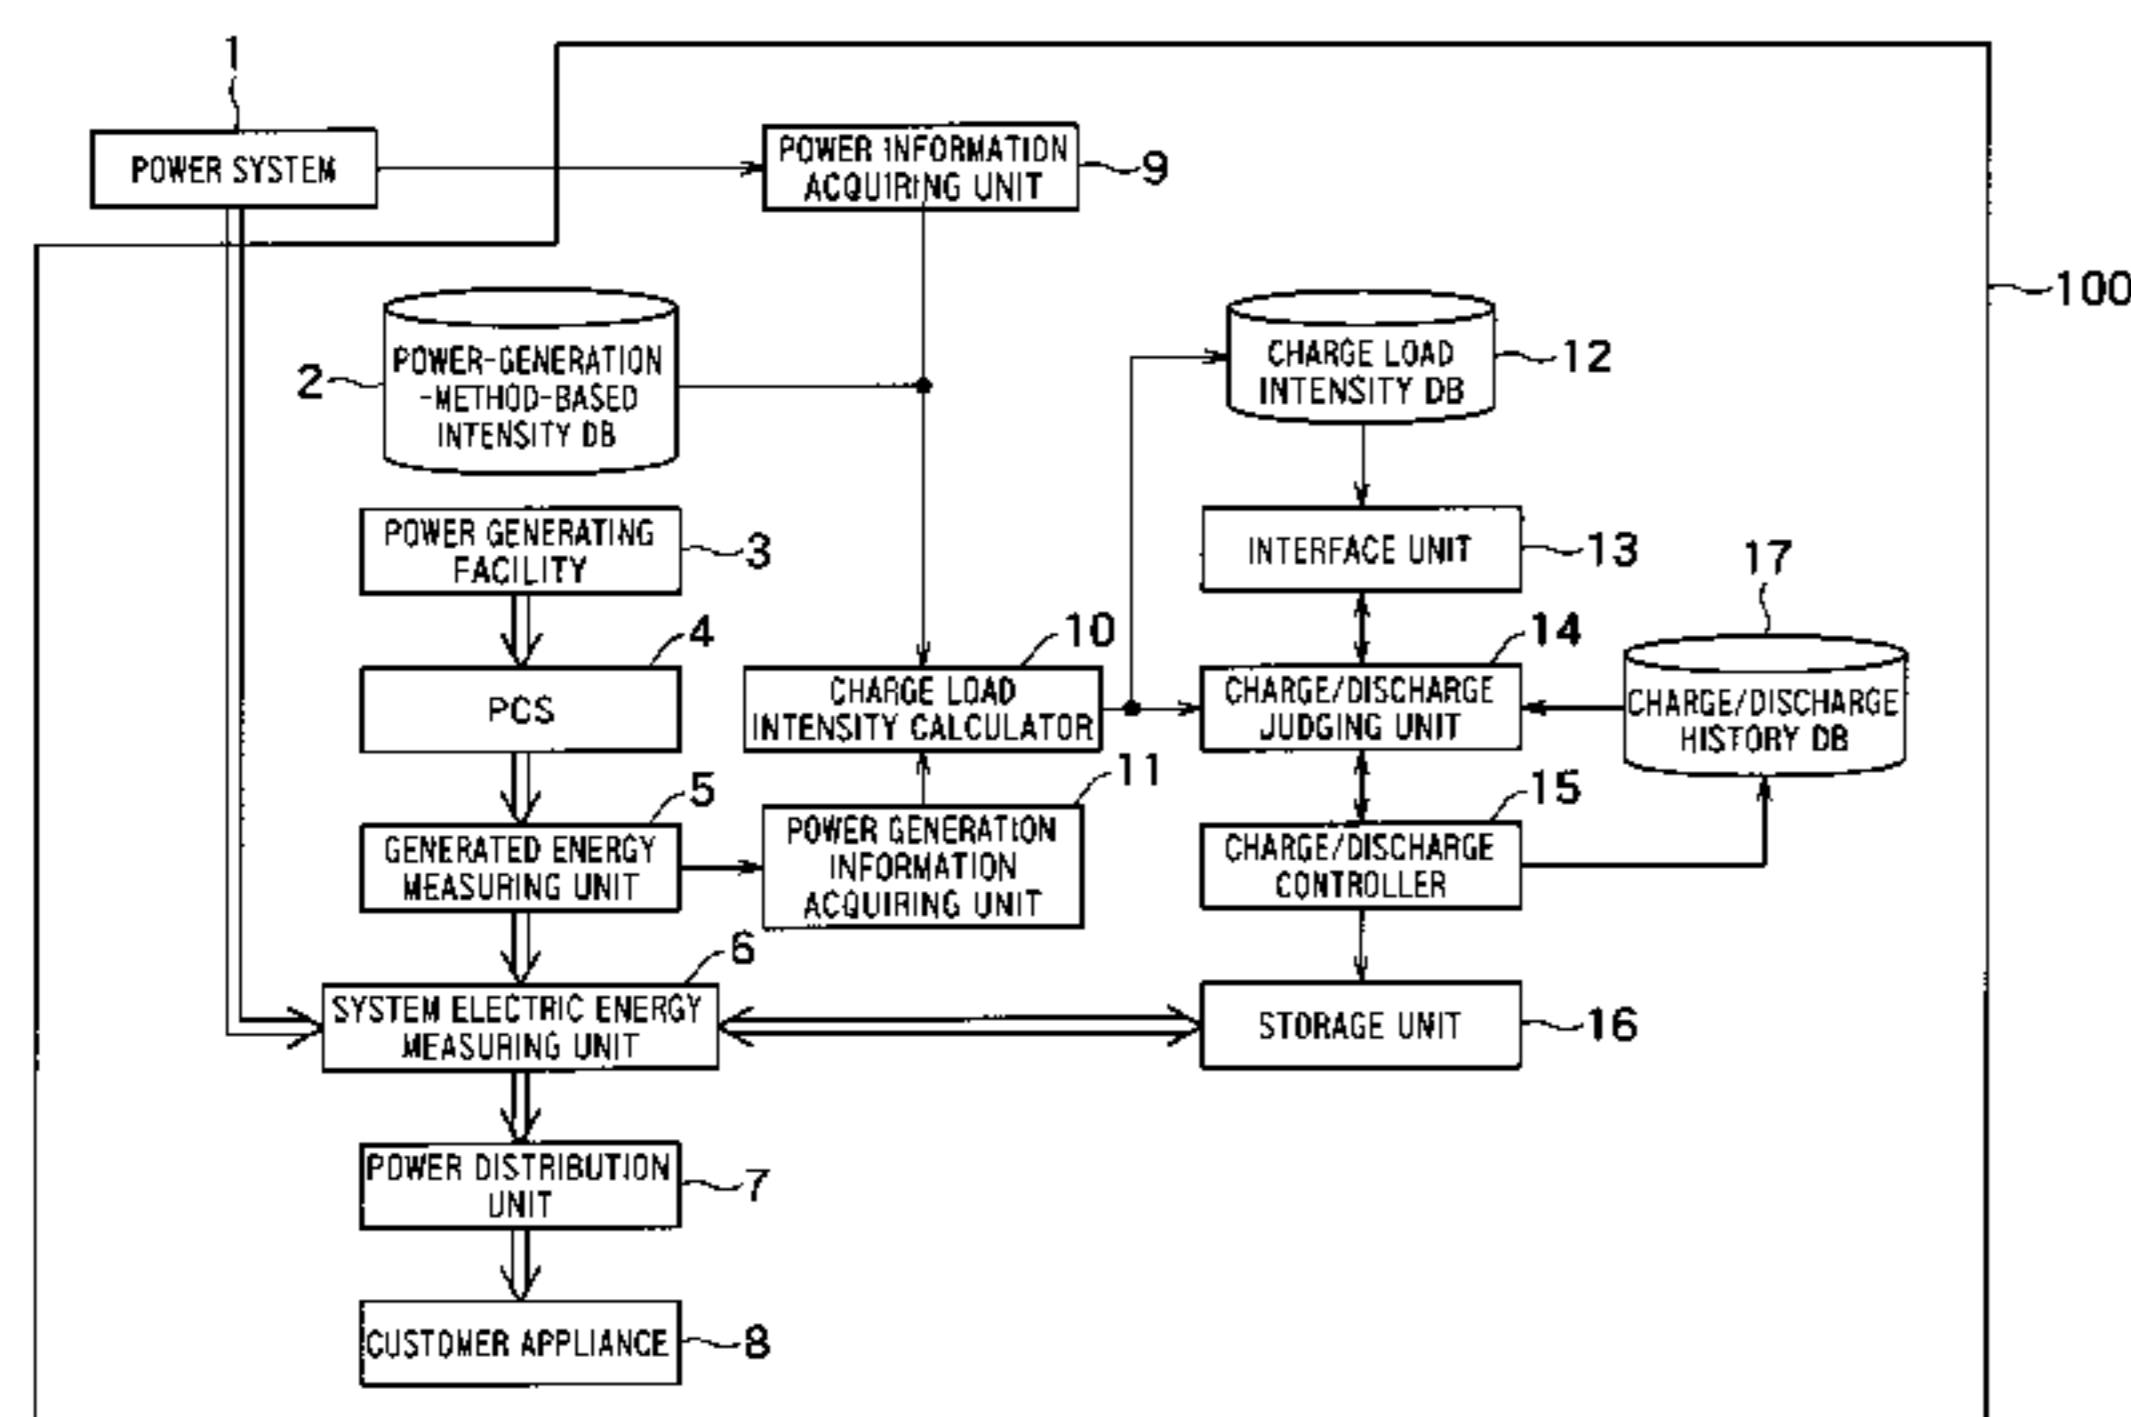 1
POWER SYSTEM
POWER INFORMATION
ACQUIRING UNIT
9
100
2
POWER-GENERATION
-METHOD-BASED
INTENSITY DB
CHARGE LOAD
INTENSITY DB
12
POWER GENERATING
FACILITY
3
INTERFACE UNIT
13
17
4
PCS
10
CHARGE LOAD
INTENSITY CALCULATOR
14
CHARGE/DISCHARGE
JUDGING UNIT
CHARGE/DISCHARGE
HISTORY DB
5
GENERATED ENERGY
MEASURING UNIT
11
POWER GENERATION
INFORMATION
ACQUIRING UNIT
15
CHARGE/DISCHARGE
CONTROLLER
6
SYSTEM ELECTRIC ENERGY
MEASURING UNIT
STORAGE UNIT
16
POWER DISTRIBUTION
UNIT
7
CUSTOMER APPLIANCE
8